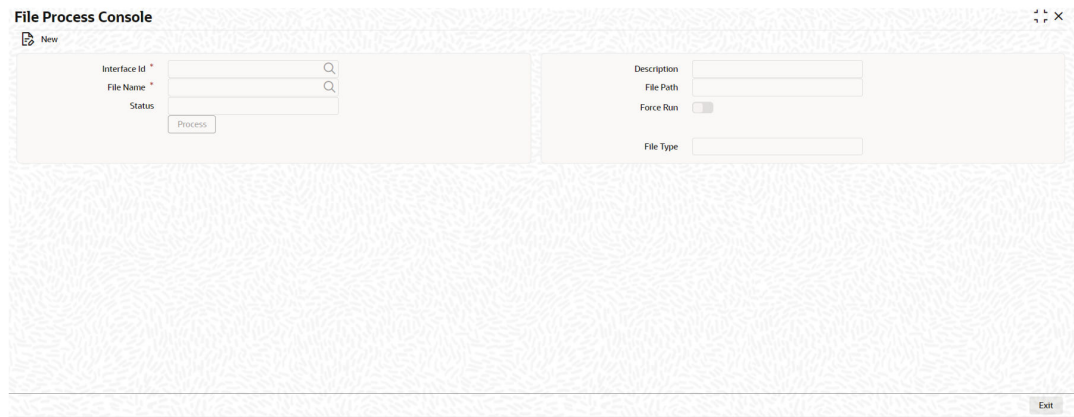 File Process Console
New
Interface Id *
File Name *
Status
Process
Description
File Path
Force Run
File Type
Exit